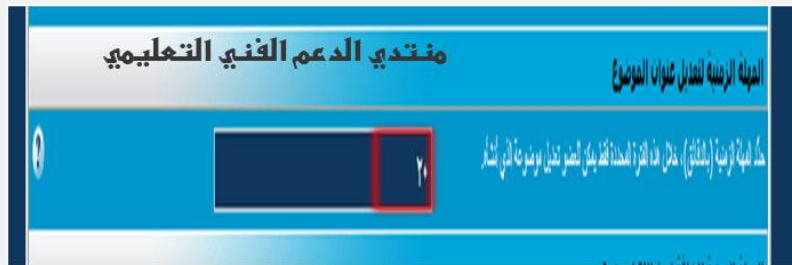 منتدي الدعم الفني التعليمي
المهلة الزمنية لتعديل عنوان الموضوع
حدّد المهلة الزمنية (بالدقائق)، خلال هذه الفترة المحددة فقط يمكن للعضو تعديل موضوعه الذي أنشأه.
٢٠
?